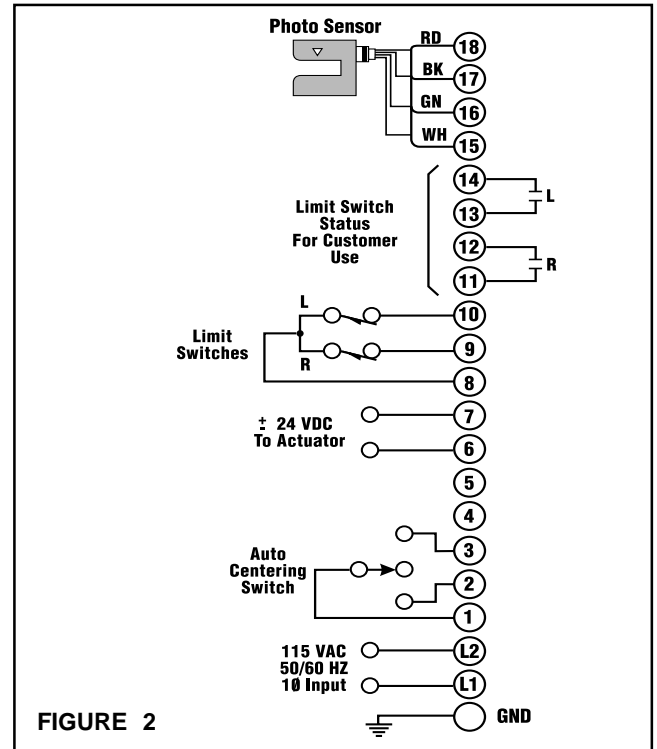 Photo Sensor
RD
18
BK
17
GN
16
WH
15
14
L
13
Limit Switch
Status
For Customer
Use
12
R
11
L
10
Limit
Switches
9
R
8
± 24 VDC
To Actuator
7
6
5
4
Auto
Centering
Switch
3
2
1
115 VAC
50/60 HZ
1Ø Input
L2
L1
GND
FIGURE 2